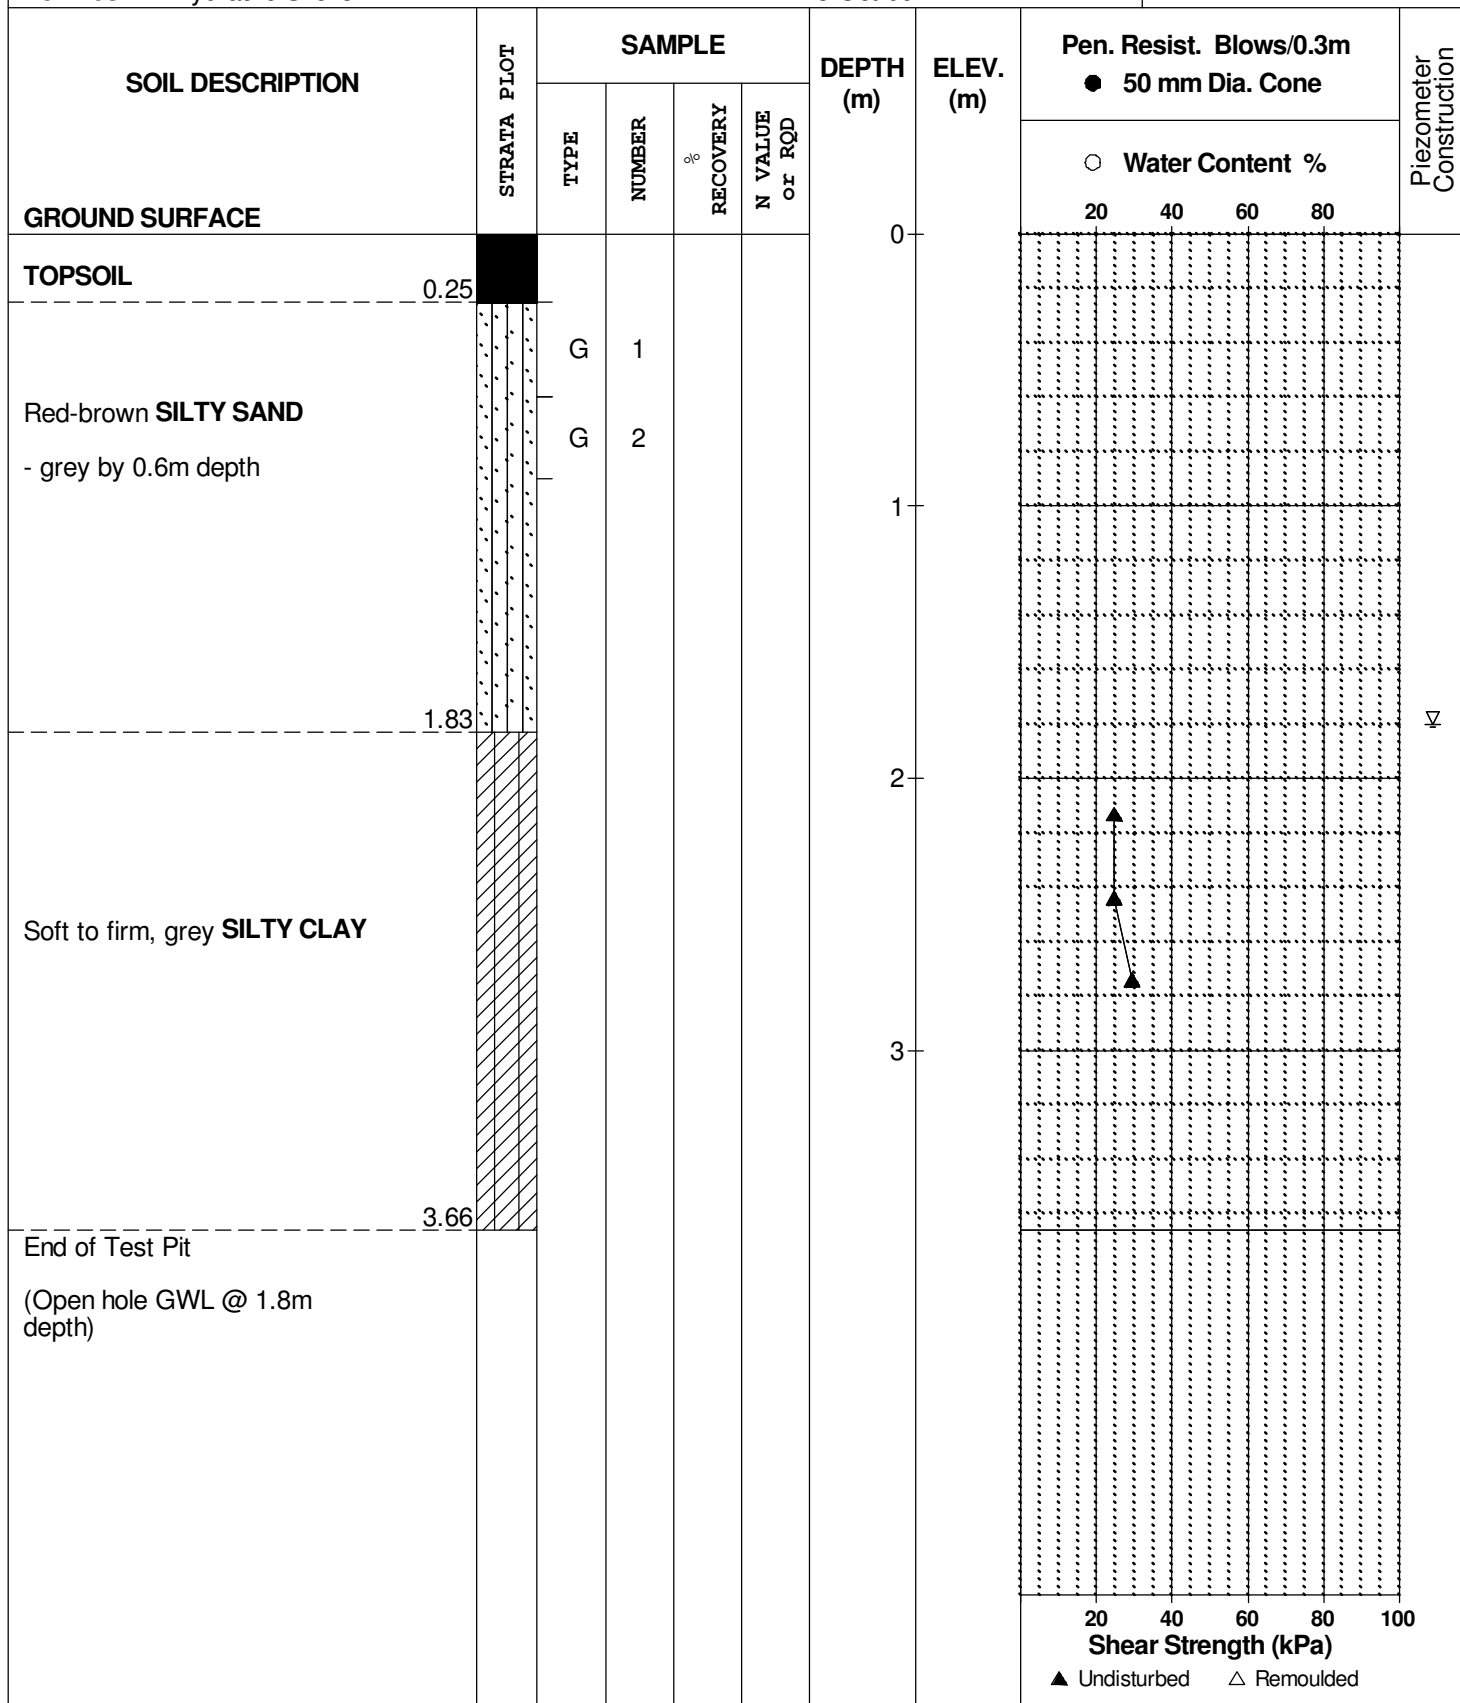 SOIL DESCRIPTION
GROUND SURFACE
STRATA PLOT
SAMPLE
TYPE
NUMBER
%
RECOVERY
N VALUE
or RQD
DEPTH
(m)
ELEV.
(m)
Pen. Resist. Blows/0.3m
● 50 mm Dia. Cone
○ Water Content %
20 40 60 80
Piezometer
Construction
0
TOPSOIL
0.25
G 1
Red-brown SILTY SAND
G 2
- grey by 0.6m depth
1
1.83
2
Soft to firm, grey SILTY CLAY
3
3.66
End of Test Pit
(Open hole GWL @ 1.8m
depth)
20 40 60 80 100
Shear Strength (kPa)
▲ Undisturbed △ Remoulded